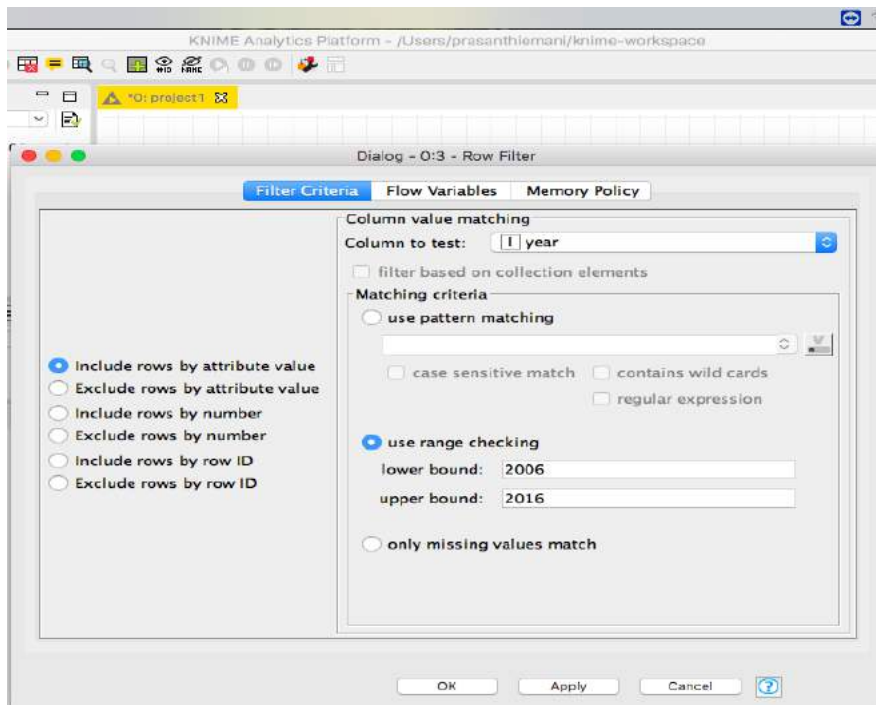 KNIME Analytics Platform - /Users/prasanthiemani/knime-workspace
*0: project1
Dialog - 0:3 - Row Filter
Filter Criteria Flow Variables Memory Policy
Column value matching
Column to test: I year
filter based on collection elements
Matching criteria
use pattern matching
case sensitive match contains wild cards
regular expression
Include rows by attribute value
Exclude rows by attribute value
Include rows by number
Exclude rows by number
Include rows by row ID
Exclude rows by row ID
use range checking
lower bound: 2006
upper bound: 2016
only missing values match
OK Apply Cancel ?